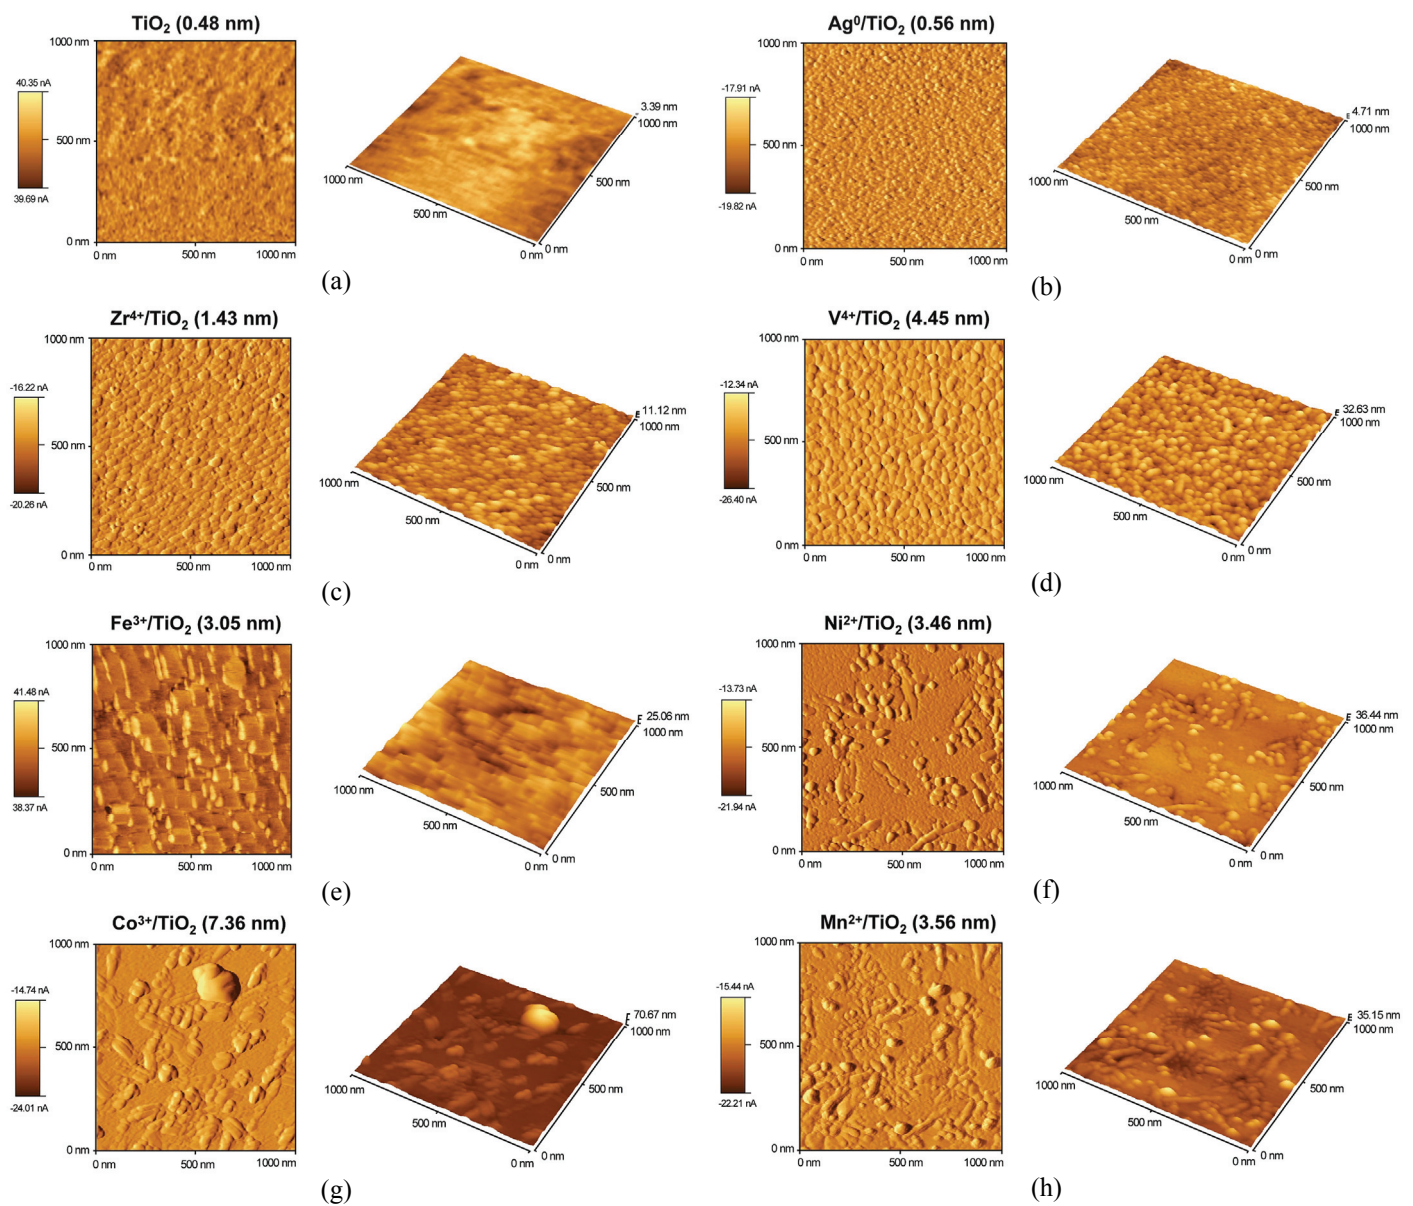 TiO₂ (0.48 nm)
1000 nm
40.35 nA
500 nm
39.69 nA
0 nm
0 nm 500 nm 1000 nm
3.39 nm
1000 nm
500 nm
0 nm
1000 nm
500 nm
0 nm
(a)
Ag⁰/TiO₂ (0.56 nm)
1000 nm
-17.91 nA
500 nm
-19.82 nA
0 nm
0 nm 500 nm 1000 nm
4.71 nm
1000 nm
500 nm
0 nm
1000 nm
500 nm
0 nm
(b)
Zr⁴⁺/TiO₂ (1.43 nm)
1000 nm
-16.22 nA
500 nm
-20.26 nA
0 nm
0 nm 500 nm 1000 nm
11.12 nm
1000 nm
500 nm
0 nm
1000 nm
500 nm
0 nm
(c)
V⁴⁺/TiO₂ (4.45 nm)
1000 nm
-12.34 nA
500 nm
-26.40 nA
0 nm
0 nm 500 nm 1000 nm
32.63 nm
1000 nm
500 nm
0 nm
1000 nm
500 nm
0 nm
(d)
Fe³⁺/TiO₂ (3.05 nm)
1000 nm
41.48 nA
500 nm
38.37 nA
0 nm
0 nm 500 nm 1000 nm
25.06 nm
1000 nm
500 nm
0 nm
1000 nm
500 nm
0 nm
(e)
Ni²⁺/TiO₂ (3.46 nm)
1000 nm
-13.73 nA
500 nm
-21.94 nA
0 nm
0 nm 500 nm 1000 nm
36.44 nm
1000 nm
500 nm
0 nm
1000 nm
500 nm
0 nm
(f)
Co³⁺/TiO₂ (7.36 nm)
1000 nm
-14.74 nA
500 nm
-24.01 nA
0 nm
0 nm 500 nm 1000 nm
70.67 nm
1000 nm
500 nm
0 nm
1000 nm
500 nm
0 nm
(g)
Mn²⁺/TiO₂ (3.56 nm)
1000 nm
-15.44 nA
500 nm
-22.21 nA
0 nm
0 nm 500 nm 1000 nm
35.15 nm
1000 nm
500 nm
0 nm
1000 nm
500 nm
0 nm
(h)